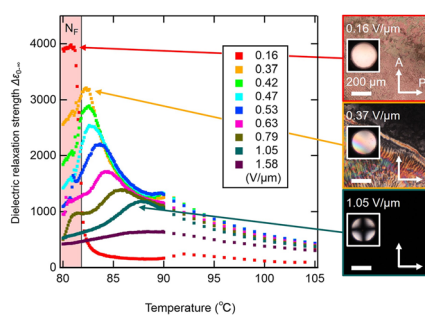 N_F
4000
3000
2000
1000
0
80
85
90
95
100
105
Dielectric relaxation strength Δε0-∞
Temperature (°C)
0.16
0.37
0.42
0.47
0.53
0.63
0.79
1.05
1.58
(V/μm)
0.16 V/μm
A
P
200 μm
0.37 V/μm
1.05 V/μm